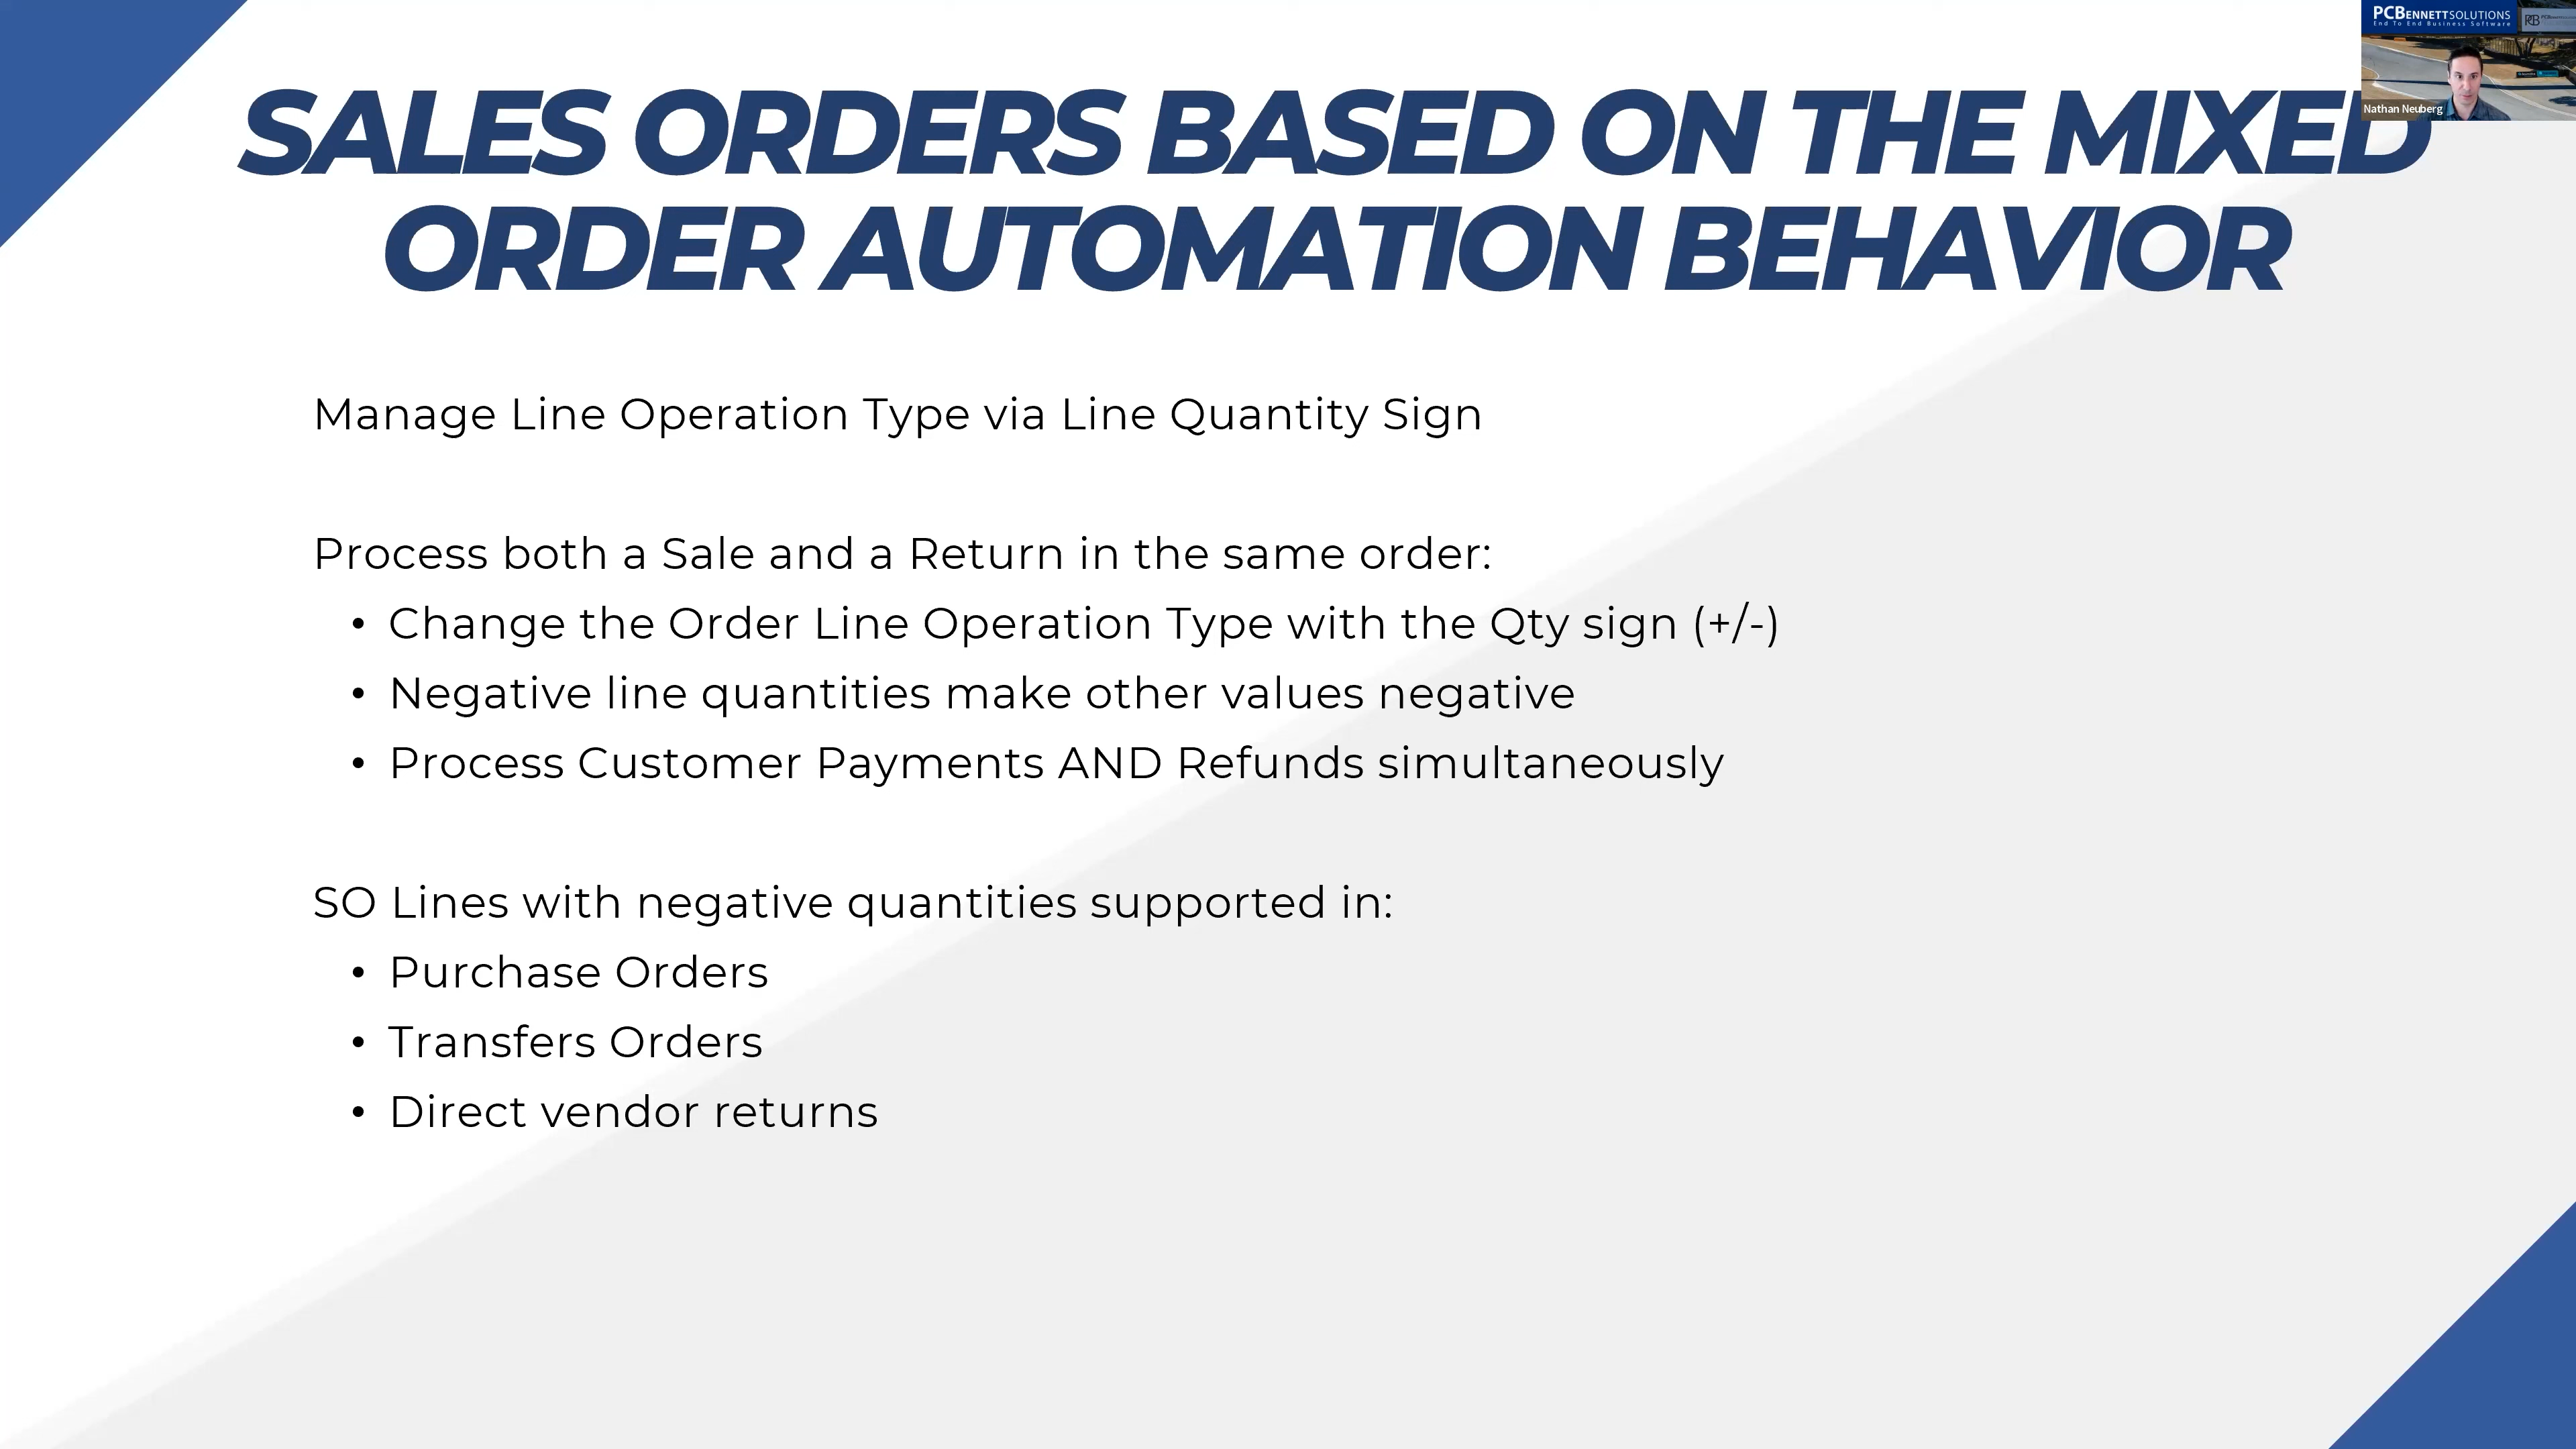 PCBENNETTSOLUTIONS
End To End Business Software
Nathan Neuberg
SALES ORDERS BASED ON THE MIXED
ORDER AUTOMATION BEHAVIOR
Manage Line Operation Type via Line Quantity Sign
Process both a Sale and a Return in the same order:
• Change the Order Line Operation Type with the Qty sign (+/-)
• Negative line quantities make other values negative
• Process Customer Payments AND Refunds simultaneously
SO Lines with negative quantities supported in:
• Purchase Orders
• Transfers Orders
• Direct vendor returns